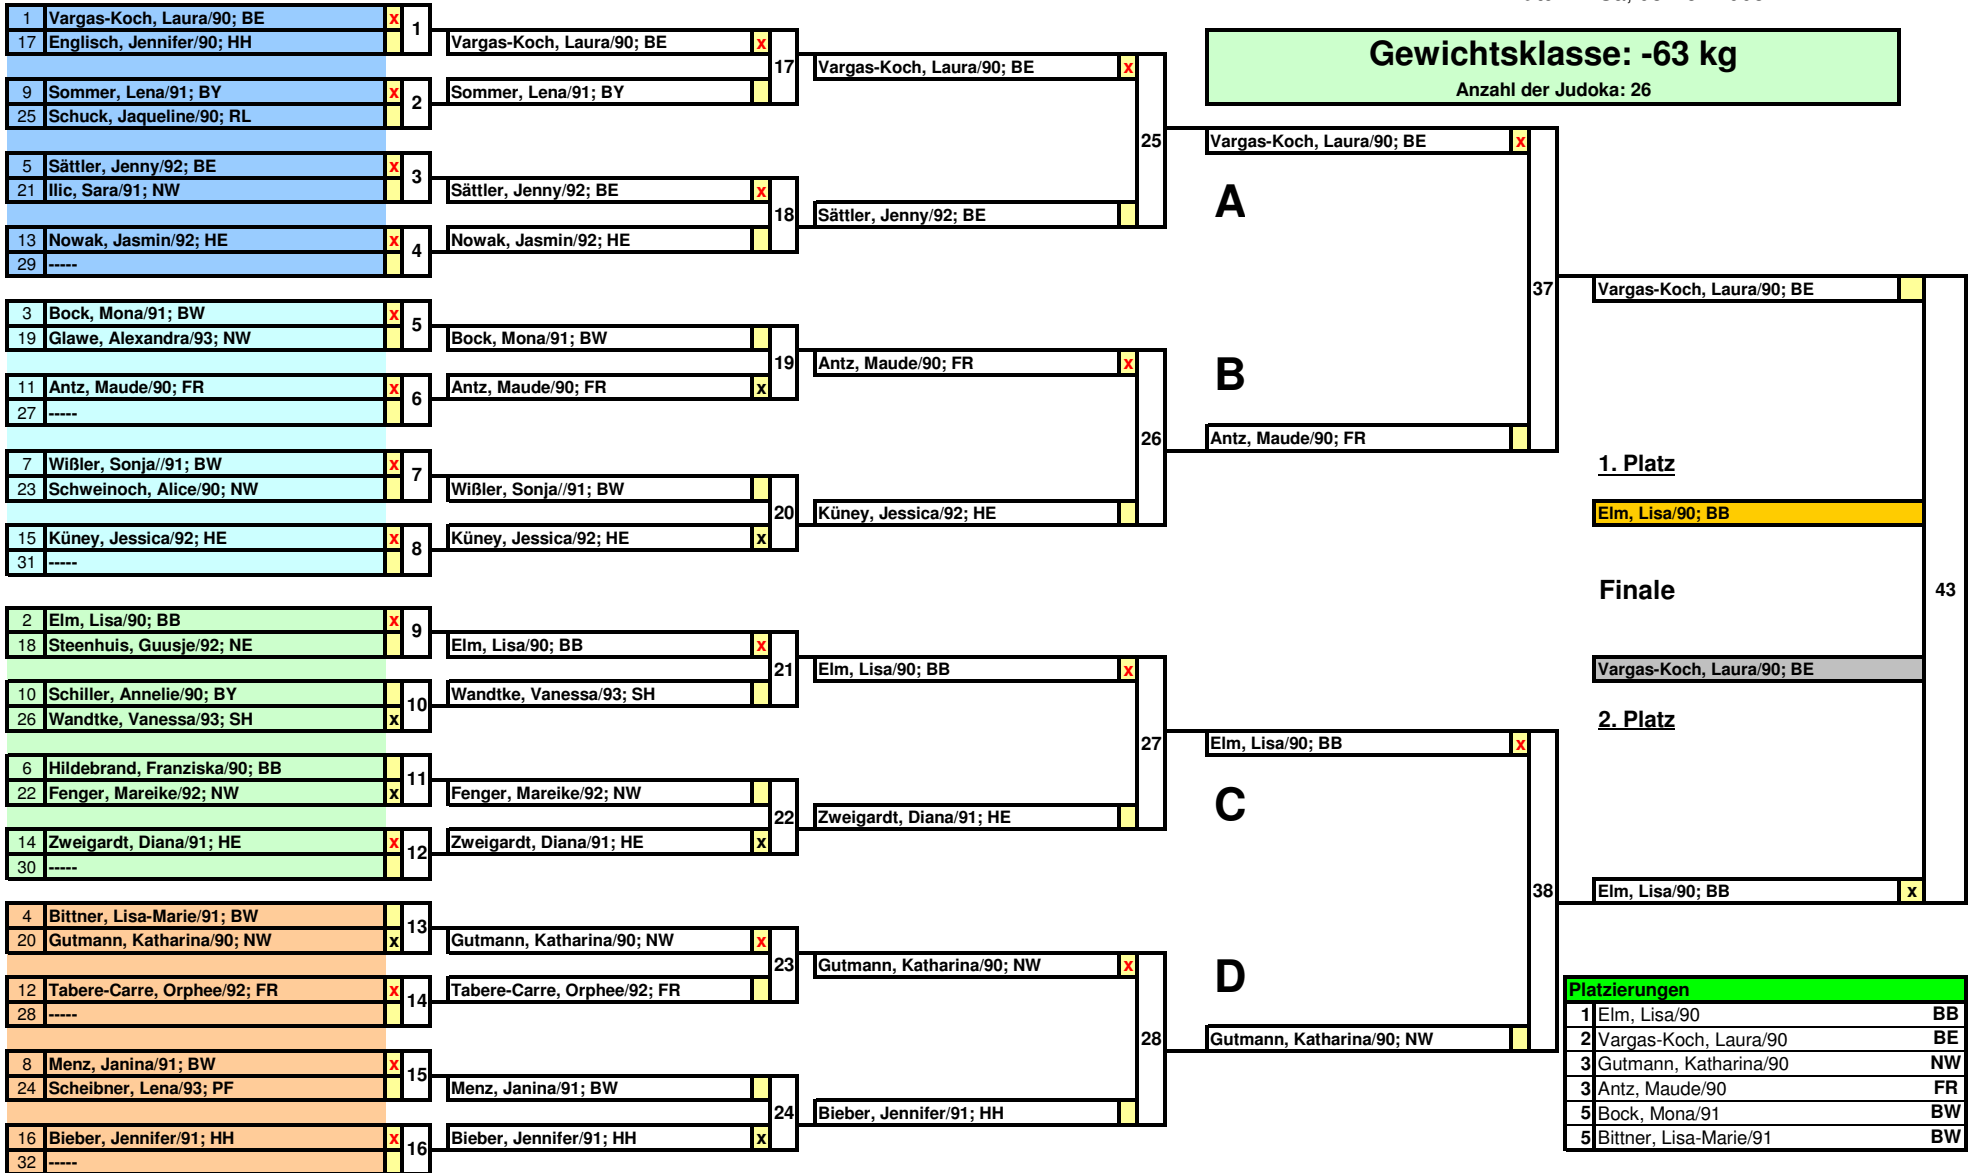 Gewichtsklasse: -63 kg
Anzahl der Judoka: 26
1 Vargas-Koch, Laura/90; BE x
17 Englisch, Jennifer/90; HH
1
9 Sommer, Lena/91; BY x
25 Schuck, Jaqueline/90; RL
2
5 Sättler, Jenny/92; BE x
21 Ilic, Sara/91; NW
3
13 Nowak, Jasmin/92; HE x
29 -----
4
3 Bock, Mona/91; BW x
19 Glawe, Alexandra/93; NW
5
11 Antz, Maude/90; FR x
27 -----
6
7 Wißler, Sonja//91; BW x
23 Schweinoch, Alice/90; NW
7
15 Küney, Jessica/92; HE x
31 -----
8
2 Elm, Lisa/90; BB x
18 Steenhuis, Guusje/92; NE
9
10 Schiller, Annelie/90; BY
26 Wandtke, Vanessa/93; SH x
10
6 Hildebrand, Franziska/90; BB
22 Fenger, Mareike/92; NW x
11
14 Zweigardt, Diana/91; HE x
30 -----
12
4 Bittner, Lisa-Marie/91; BW
20 Gutmann, Katharina/90; NW x
13
12 Tabere-Carre, Orphee/92; FR x
28 -----
14
8 Menz, Janina/91; BW x
24 Scheibner, Lena/93; PF
15
16 Bieber, Jennifer/91; HH x
32 -----
16
Vargas-Koch, Laura/90; BE x
Sommer, Lena/91; BY
17
Sättler, Jenny/92; BE x
Nowak, Jasmin/92; HE
18
Bock, Mona/91; BW
Antz, Maude/90; FR x
19
Wißler, Sonja//91; BW
Küney, Jessica/92; HE x
20
Elm, Lisa/90; BB x
Wandtke, Vanessa/93; SH
21
Fenger, Mareike/92; NW
Zweigardt, Diana/91; HE x
22
Gutmann, Katharina/90; NW x
Tabere-Carre, Orphee/92; FR
23
Menz, Janina/91; BW
Bieber, Jennifer/91; HH x
24
Vargas-Koch, Laura/90; BE x
Sättler, Jenny/92; BE
25
Antz, Maude/90; FR x
Küney, Jessica/92; HE
26
Elm, Lisa/90; BB x
Zweigardt, Diana/91; HE
27
Gutmann, Katharina/90; NW x
Bieber, Jennifer/91; HH
28
Vargas-Koch, Laura/90; BE x
A
B
Antz, Maude/90; FR
37
Elm, Lisa/90; BB x
C
D
Gutmann, Katharina/90; NW
38
Vargas-Koch, Laura/90; BE
1. Platz
Elm, Lisa/90; BB
Finale
43
Vargas-Koch, Laura/90; BE
2. Platz
Elm, Lisa/90; BB x
Platzierungen
1 Elm, Lisa/90 BB
2 Vargas-Koch, Laura/90 BE
3 Gutmann, Katharina/90 NW
3 Antz, Maude/90 FR
5 Bock, Mona/91 BW
5 Bittner, Lisa-Marie/91 BW